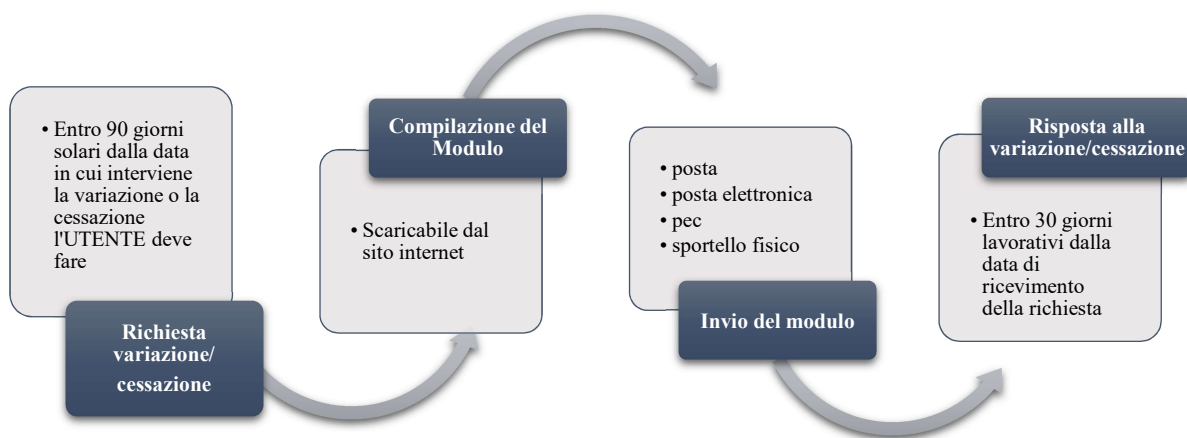 • Entro 90 giorni
solari dalla data
in cui interviene
la variazione o la
cessazione
l'UTENTE deve
fare
Richiesta
variazione/
cessazione
Compilazione del
Modulo
• Scaricabile dal
sito internet
• posta
• posta elettronica
• pec
• sportello fisico
Invio del modulo
Risposta alla
variazione/cessazione
• Entro 30 giorni
lavorativi dalla
data di
ricevimento
della richiesta